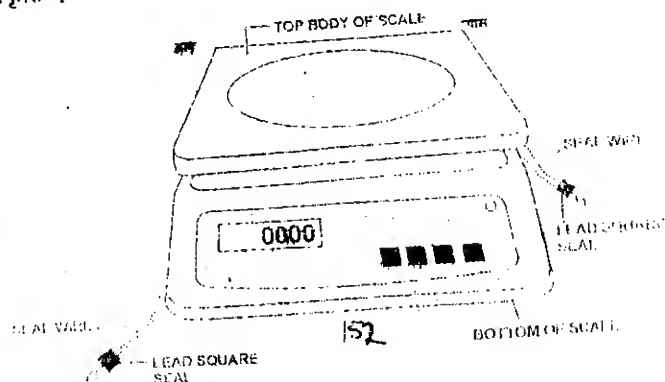 TOP BODY OF SCALE
SEAL WIRE
LEAD SQUARE
SEAL
0000
SEAL WIRE
BOTTOM OF SCALE
152
LEAD SQUARE
SEAL